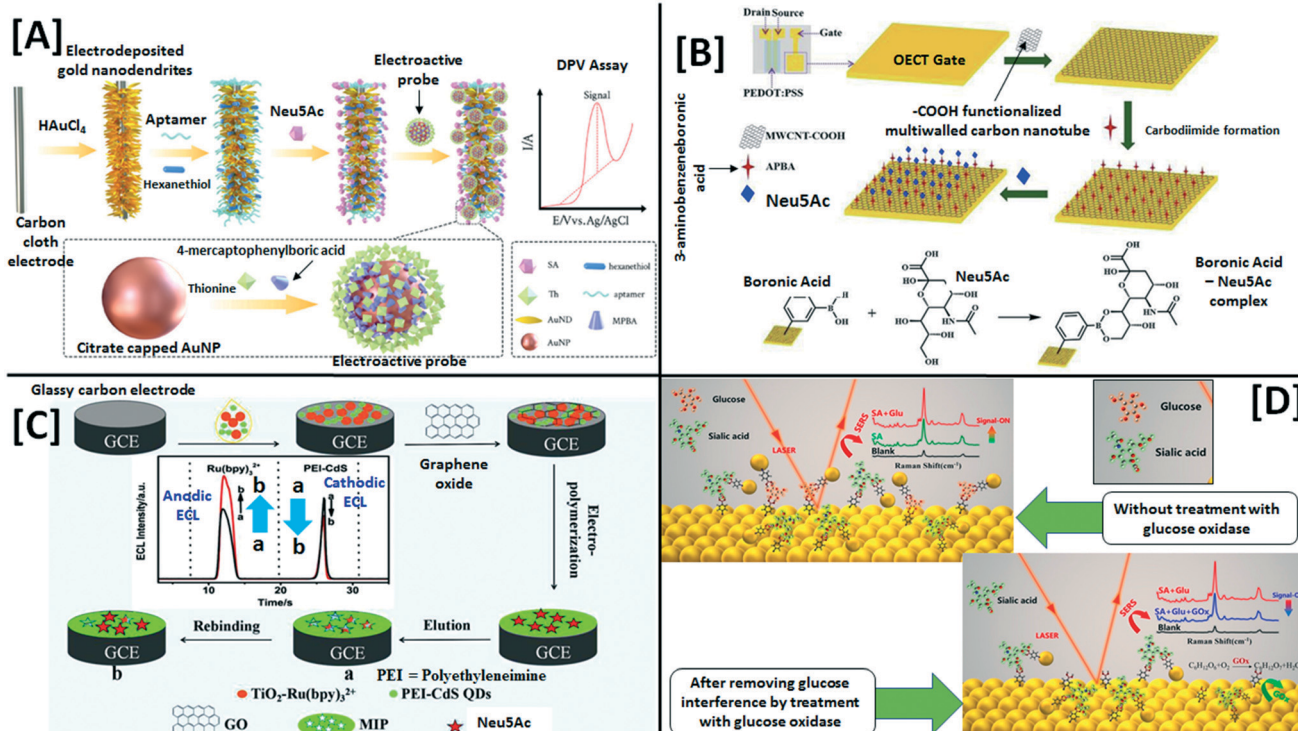 [A]
Electrodeposited
gold nanodendrites
HAuCl4
Aptamer
Hexanethiol
Neu5Ac
Electroactive
probe
DPV Assay
Signal
I/A
E/Vvs.Ag/AgCl
Carbon
cloth
electrode
4-mercaptophenylboric acid
Thionine
Citrate capped AuNP
Electroactive probe
SA
hexanethiol
Th
aptamer
AuND
MPBA
AuNP
[B]
Drain Source
Gate
PEDOT:PSS
OECT Gate
-COOH functionalized
multiwalled carbon nanotube
Carbodiimide formation
MWCNT-COOH
APBA
Neu5Ac
3-aminobenzeneboronic
acid
Boronic Acid
Neu5Ac
Boronic Acid
– Neu5Ac
complex
[C]
Glassy carbon electrode
GCE
GCE
GCE
Graphene
oxide
Electro-
polymerization
ECL Intensity/a.u.
Ru(bpy)3 2+
PEI-CdS
Anodic
ECL
Cathodic
ECL
b
a
b
a
a
b
a
b
10
20
30
Time/s
Rebinding
Elution
GCE
GCE
GCE
b
a
PEI = Polyethyleneimine
TiO2-Ru(bpy)3 2+
PEI-CdS QDs
GO
MIP
Neu5Ac
[D]
Glucose
Sialic acid
LASER
SERS
SA+Glu
SA
Blank
Signal-ON
Raman Shift(cm-1)
Glucose
Sialic acid
Without treatment with
glucose oxidase
Sialic acid
LASER
SERS
SA+Glu
SA+Glu+GOx
Blank
Raman Shift(cm-1)
GOx
After removing glucose
interference by treatment
with glucose oxidase